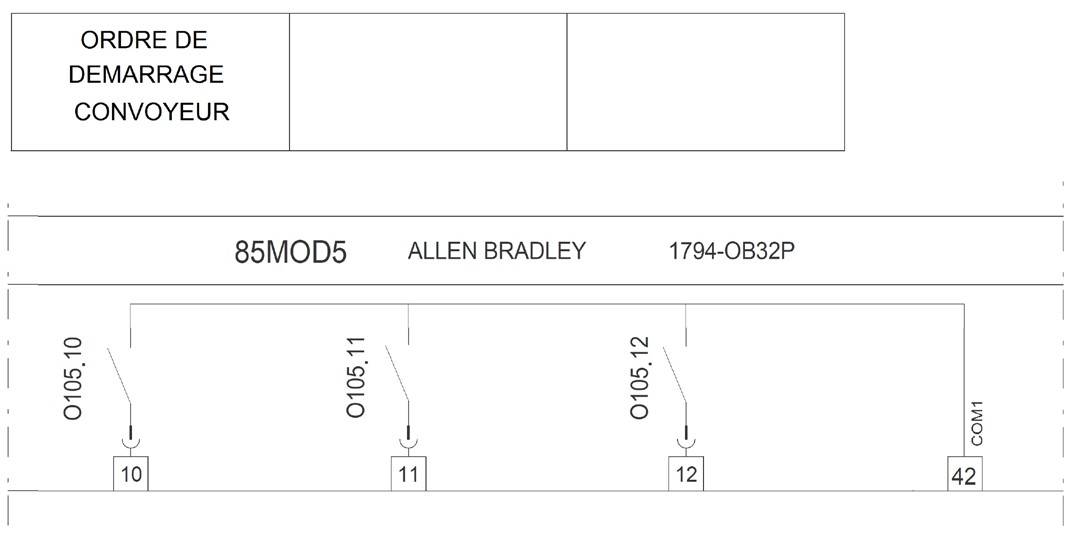 ORDRE DE
DEMARRAGE
CONVOYEUR
85MOD5 ALLEN BRADLEY 1794-OB32P
O105.10 O105.11 O105.12 COM1
10 11 12 42